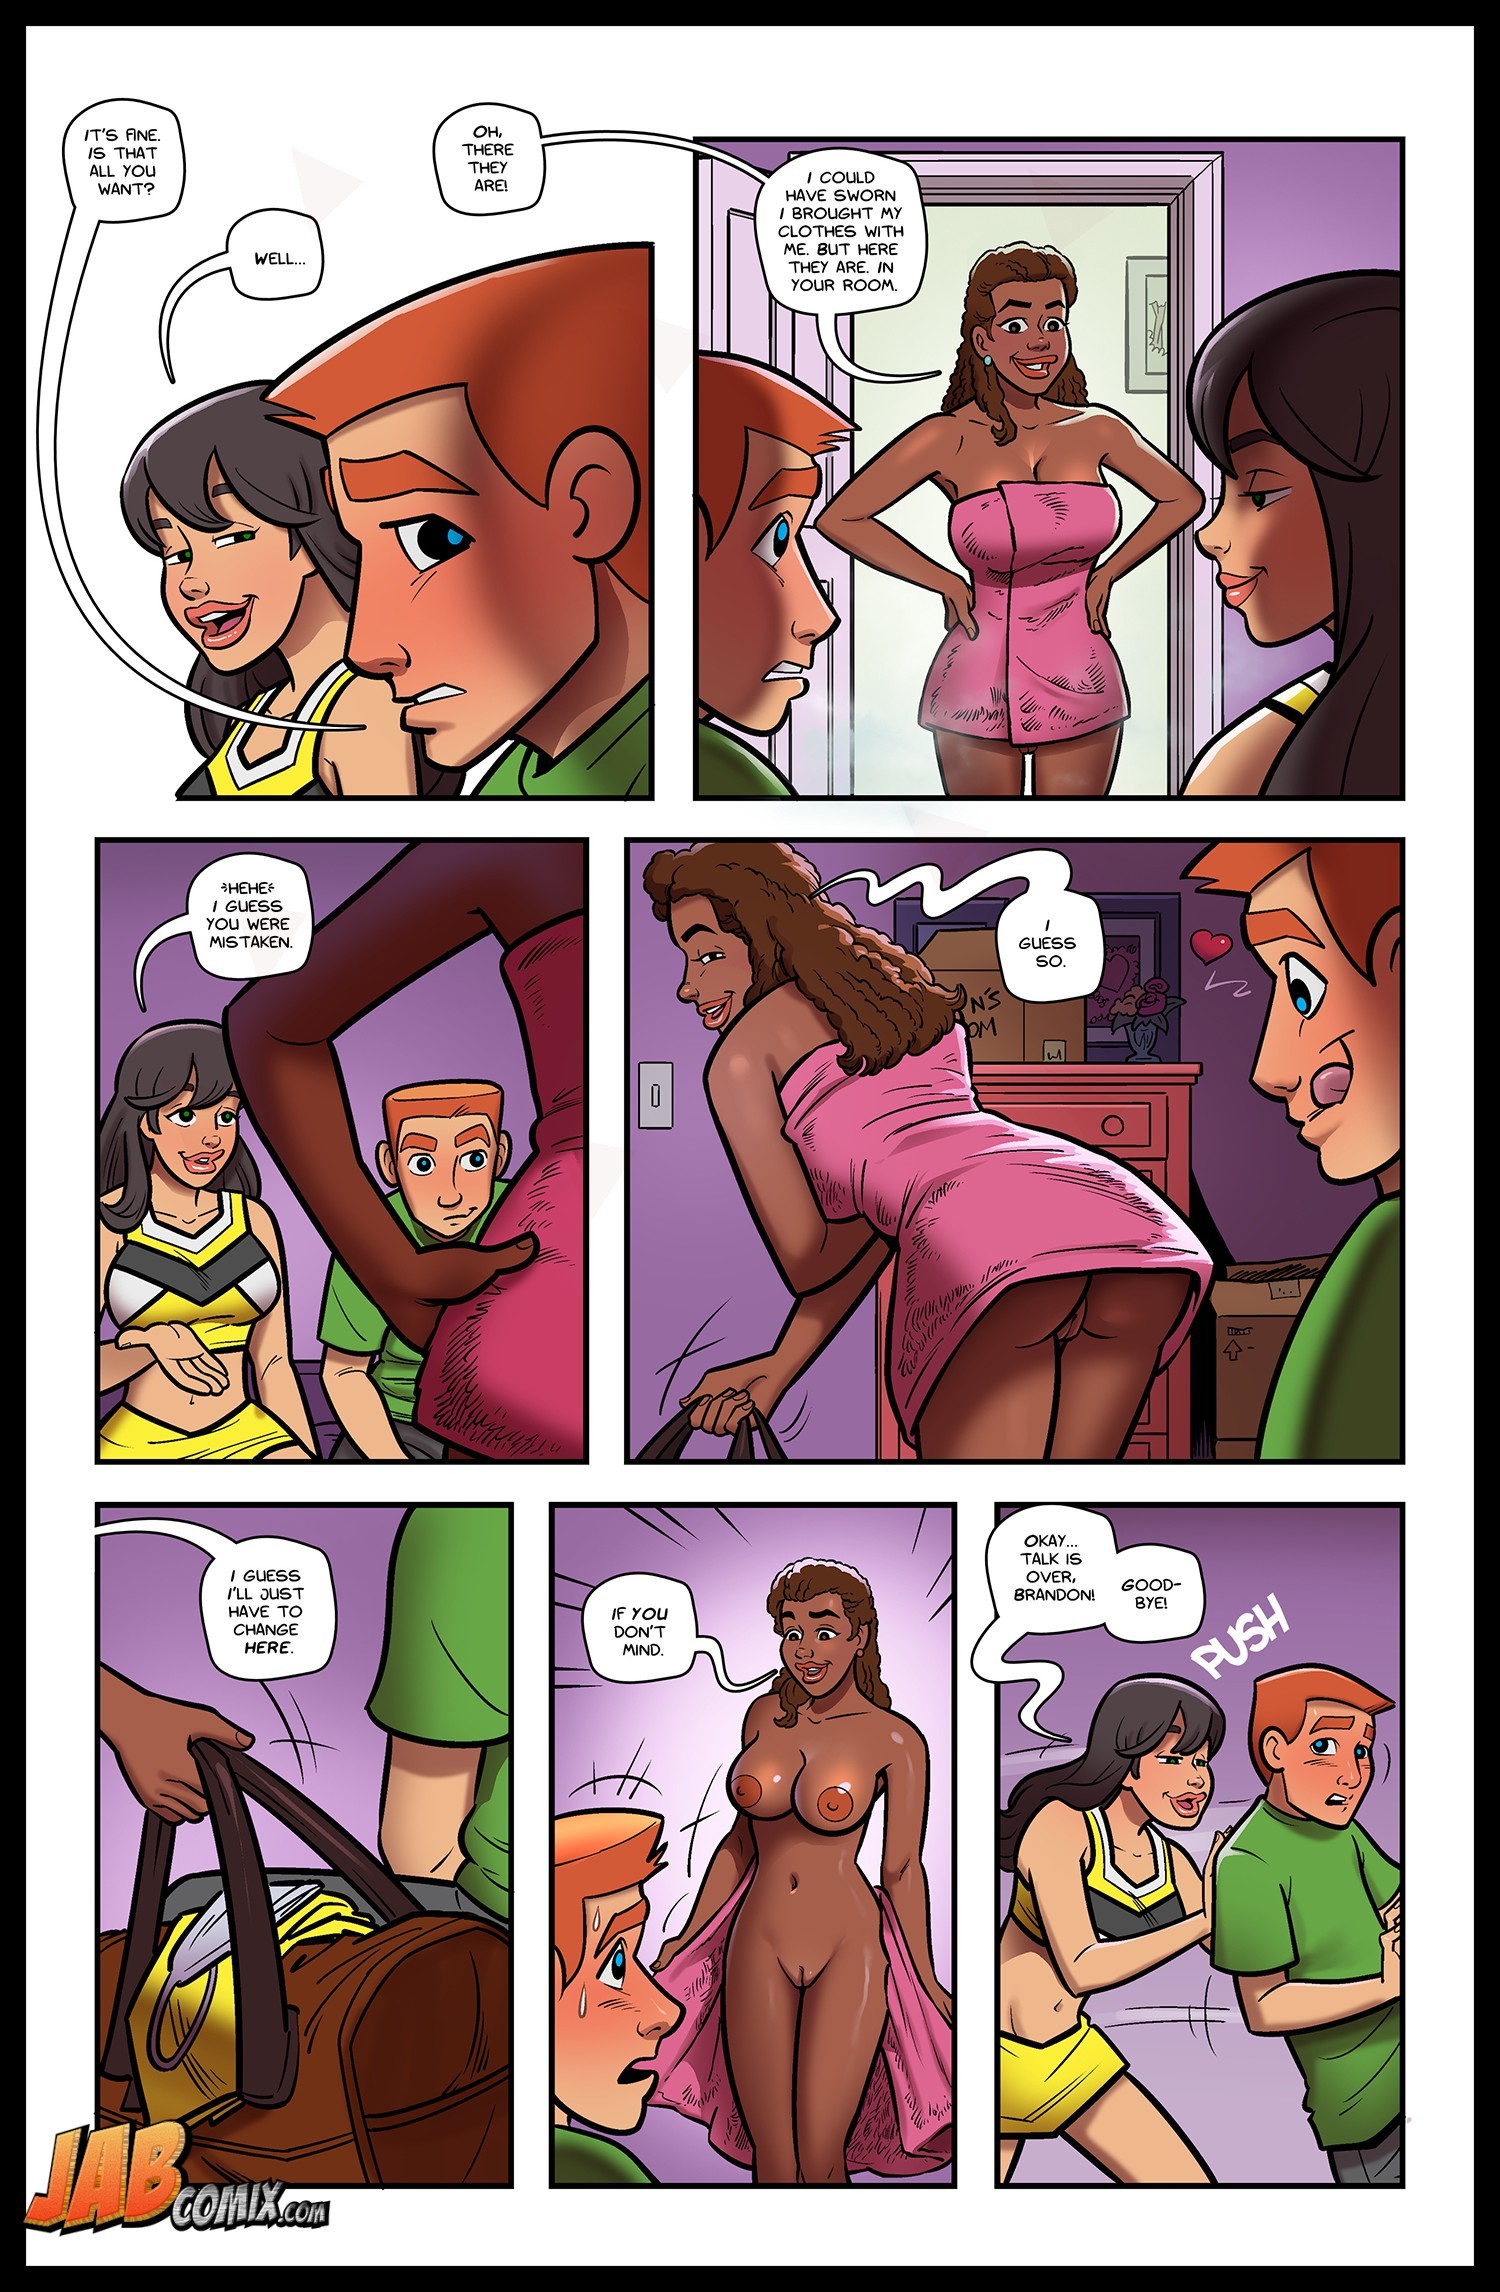 IT'S FINE.
IS THAT
ALL YOU
WANT?
WELL...
OH,
THERE
THEY
ARE!
I COULD
HAVE SWORN
I BROUGHT MY
CLOTHES WITH
ME. BUT HERE
THEY ARE. IN
YOUR ROOM.
*HEHE*
I GUESS
YOU WERE
MISTAKEN.
I
GUESS
SO.
N'S
OM
I GUESS
I'LL JUST
HAVE TO
CHANGE
HERE.
IF YOU
DON'T
MIND.
OKAY...
TALK IS
OVER,
BRANDON!
GOOD-
BYE!
PUSH
JAB
COMIX.com